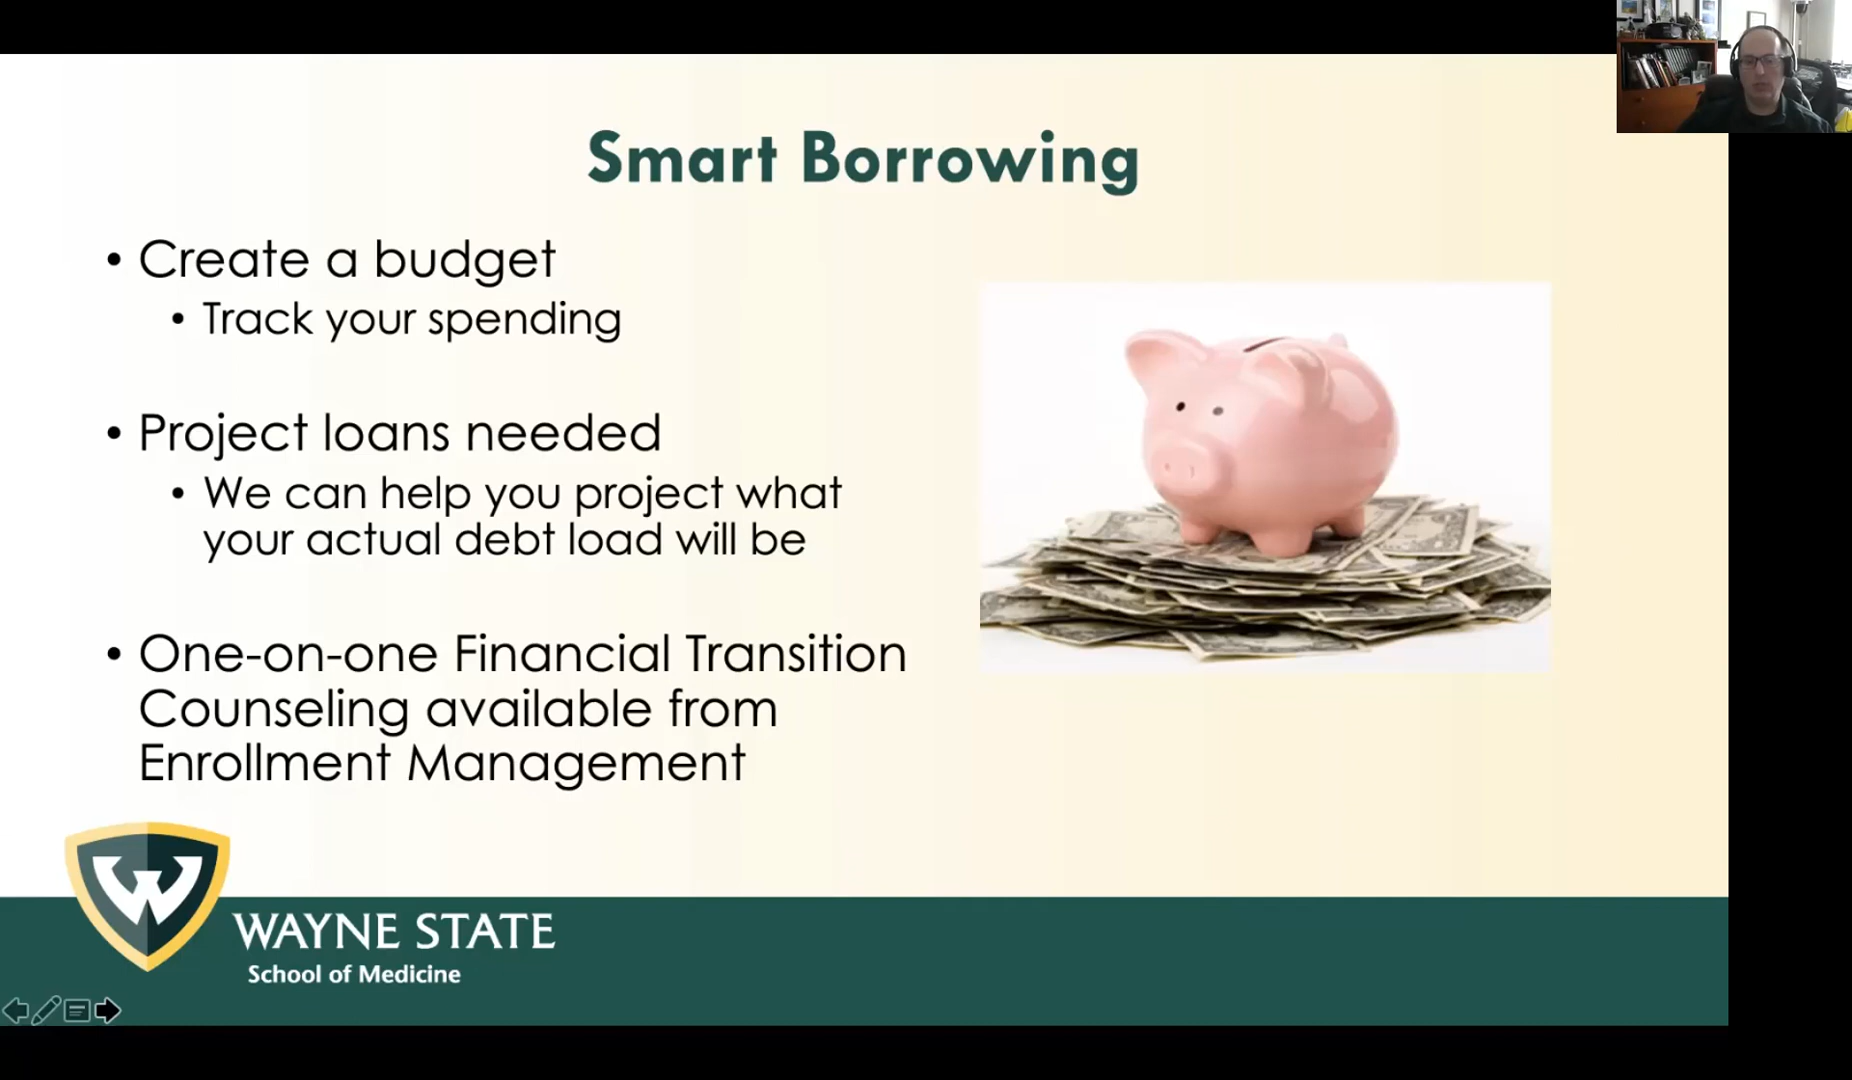 Smart Borrowing
• Create a budget
• Track your spending
• Project loans needed
• We can help you project what
your actual debt load will be
• One-on-one Financial Transition
Counseling available from
Enrollment Management
W
WAYNE STATE
School of Medicine